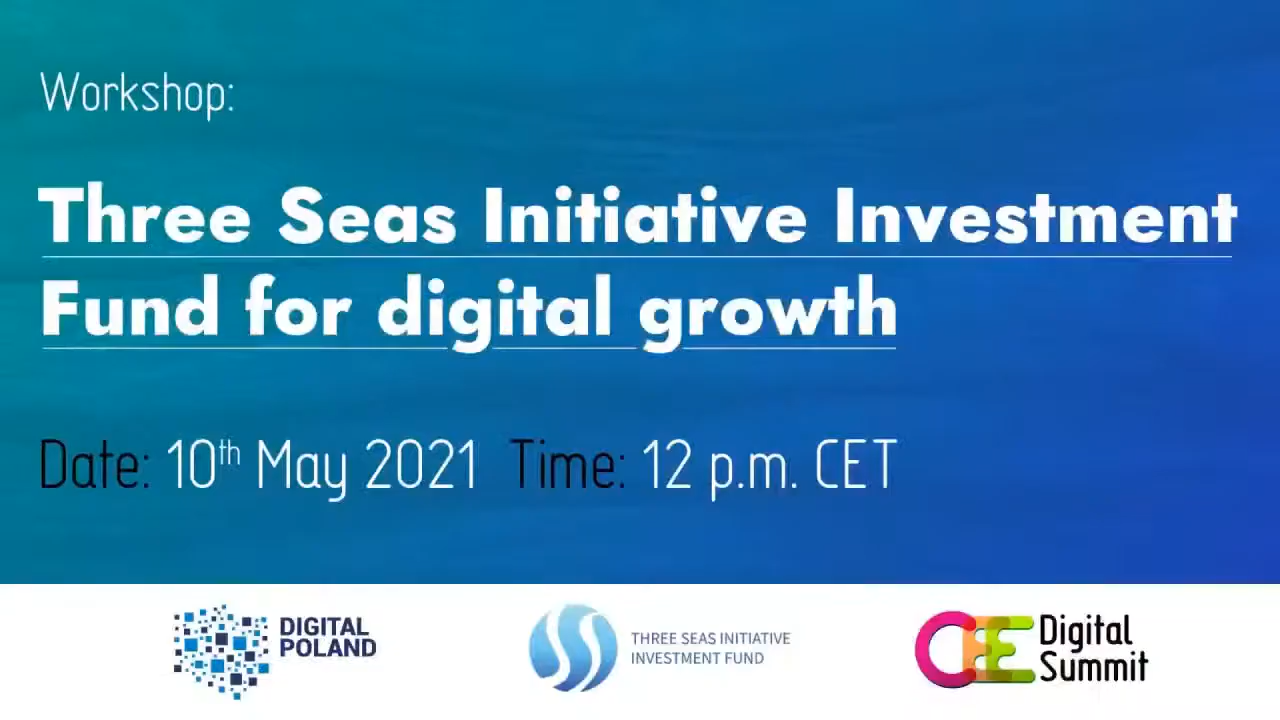 Workshop:
Three Seas Initiative Investment
Fund for digital growth
Date: 10th May 2021 Time: 12 p.m. CET
DIGITAL
POLAND
THREE SEAS INITIATIVE
INVESTMENT FUND
CEE Digital
Summit